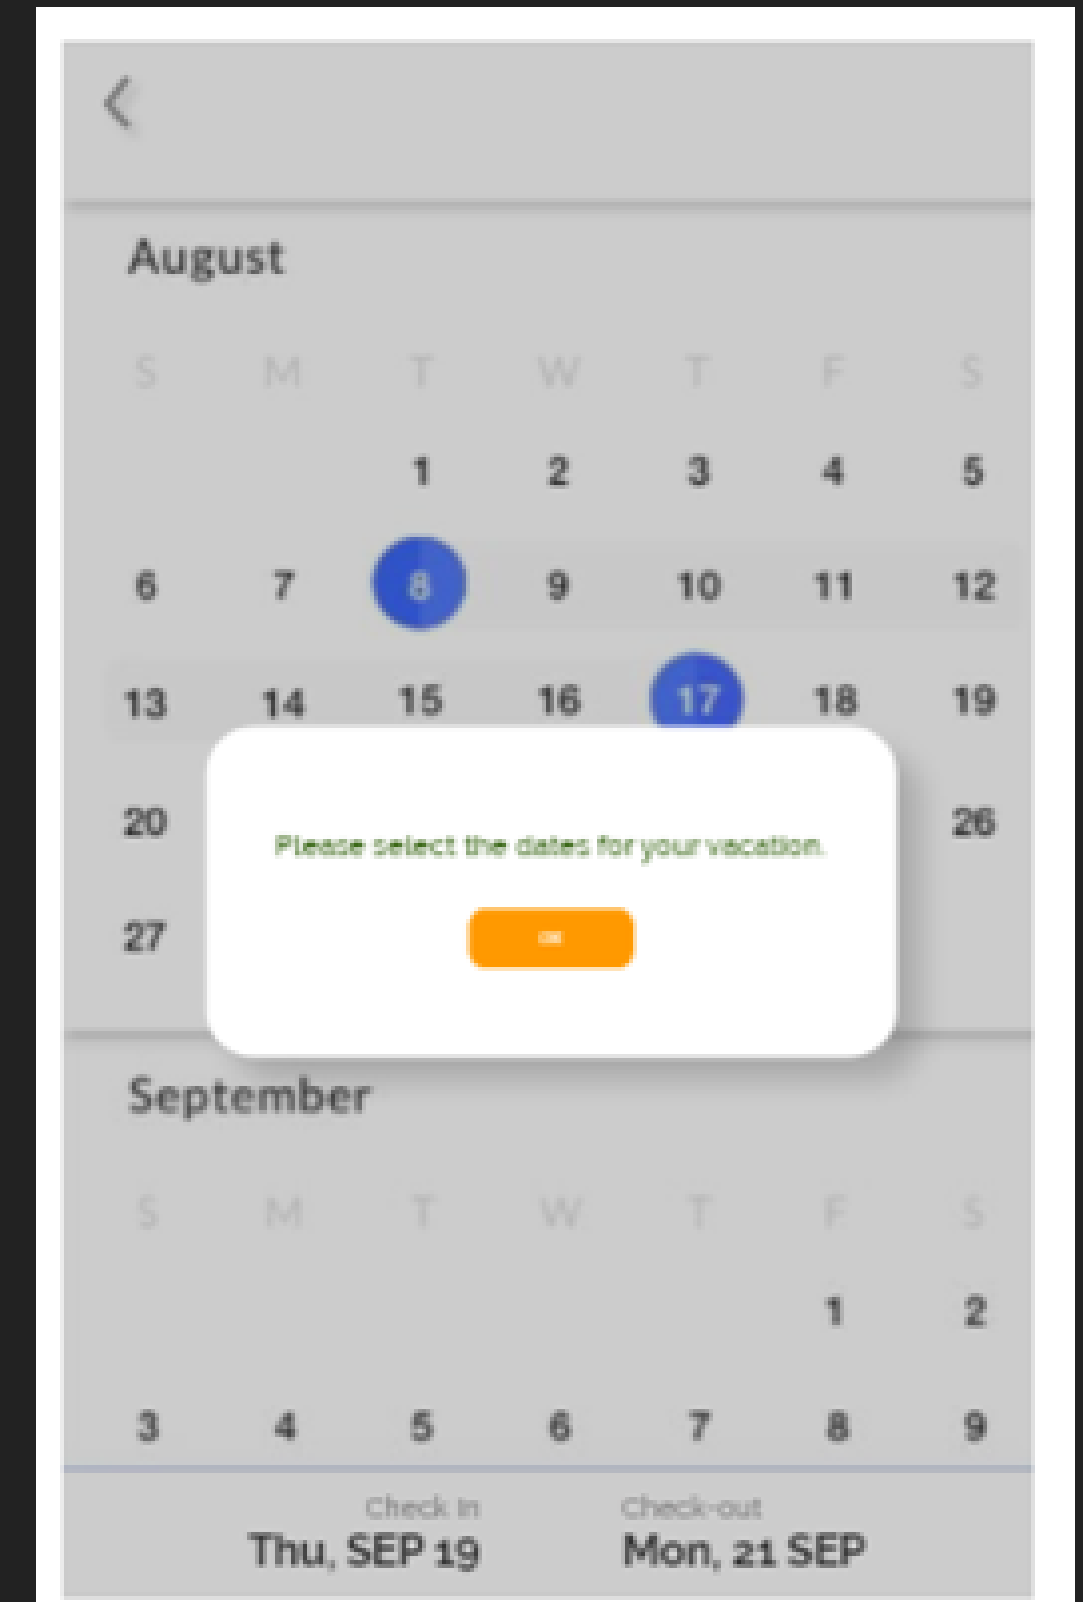 August
S M T W T F S
1 2 3 4 5
6 7 8 9 10 11 12
13 14 15 16 17 18 19
20 26
Please select the dates for your vacation.
27
OK
September
S M T W T F S
1 2
3 4 5 6 7 8 9
Check In Check-out
Thu, SEP 19 Mon, 21 SEP